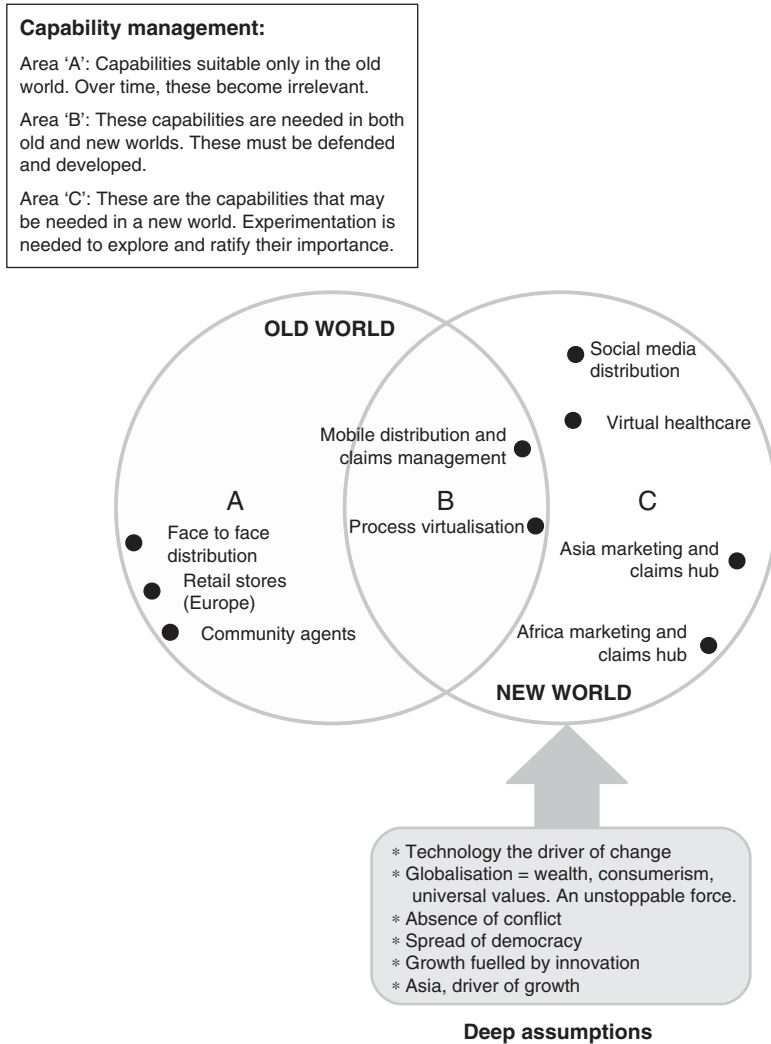 Capability management:
Area ‘A’: Capabilities suitable only in the old
world. Over time, these become irrelevant.
Area ‘B’: These capabilities are needed in both
old and new worlds. These must be defended
and developed.
Area ‘C’: These are the capabilities that may
be needed in a new world. Experimentation is
needed to explore and ratify their importance.
OLD WORLD
Social media
distribution
Virtual healthcare
Mobile distribution and
claims management
A
B
C
Process virtualisation
Face to face
distribution
Retail stores
(Europe)
Community agents
Asia marketing and
claims hub
Africa marketing and
claims hub
NEW WORLD
* Technology the driver of change
* Globalisation = wealth, consumerism,
universal values. An unstoppable force.
* Absence of conflict
* Spread of democracy
* Growth fuelled by innovation
* Asia, driver of growth
Deep assumptions